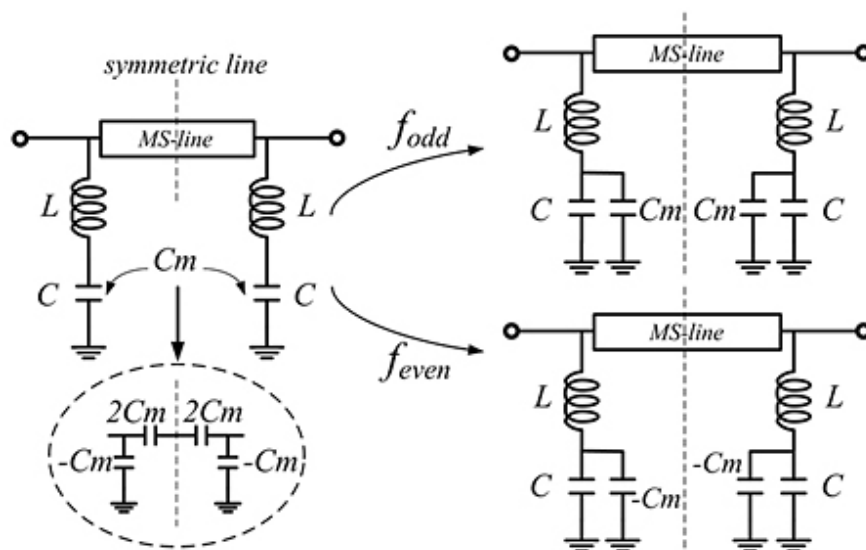 symmetric line
MS-line
L
L
Cm
C
C
2Cm 2Cm
-Cm
-Cm
fodd
feven
MS-line
L
L
C
Cm
Cm
C
MS-line
L
L
C
-Cm
-Cm
C